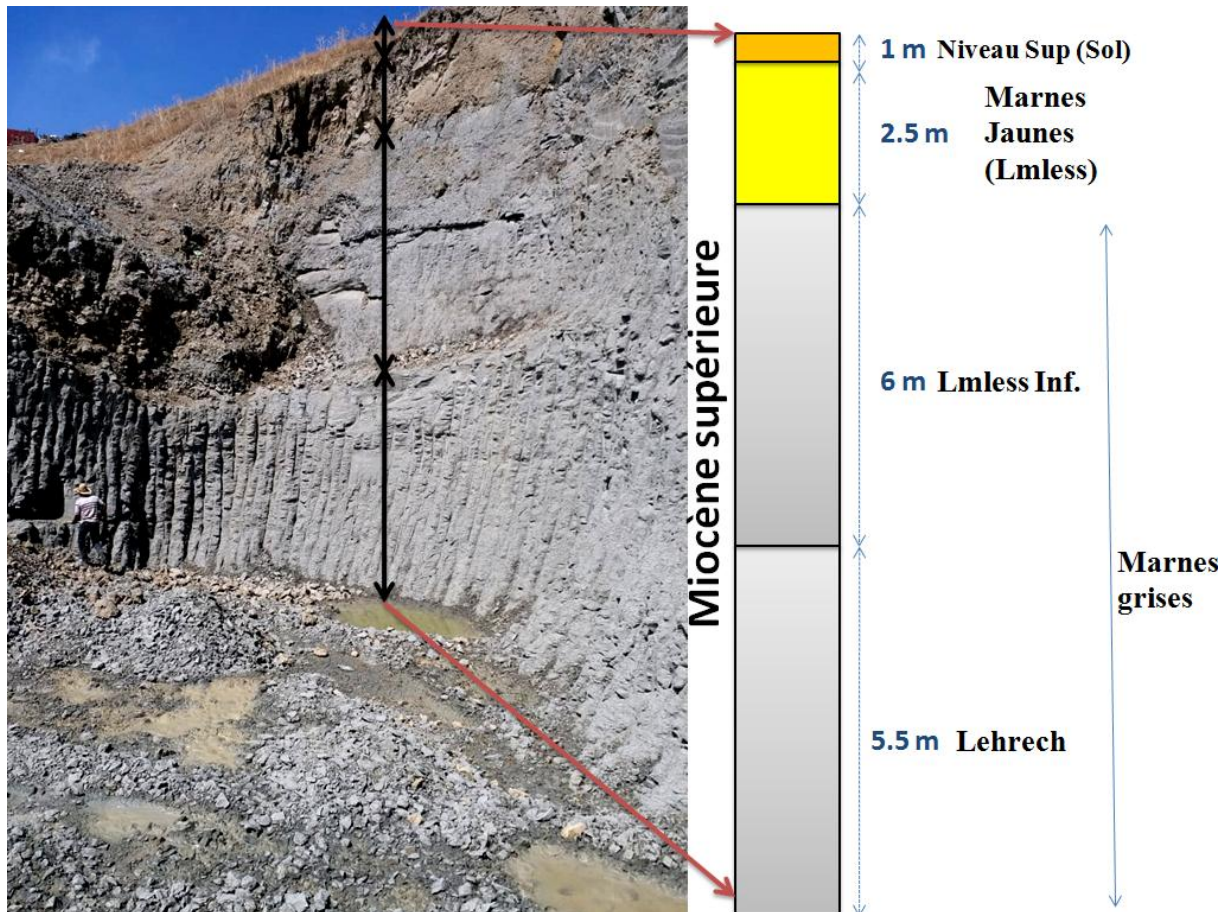 1 m Niveau Sup (Sol)
2.5 m
Marnes
Jaunes
(Lmless)
Miocène supérieure
6 m Lmless Inf.
Marnes
grises
5.5 m Lehrech